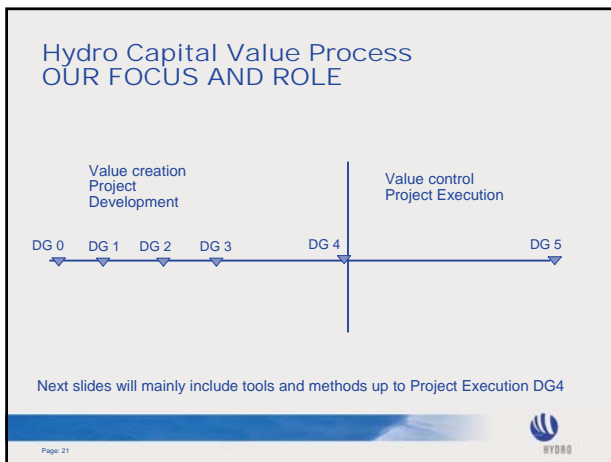 Hydro Capital Value Process
OUR FOCUS AND ROLE
Value creation
Project
Development
Value control
Project Execution
DG 0 DG 1 DG 2 DG 3 DG 4 DG 5
Next slides will mainly include tools and methods up to Project Execution DG4
Page: 21
HYDRO